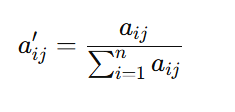 a′_{ij} = \frac{a_{ij}}{\sum_{i=1}^{n} a_{ij}}